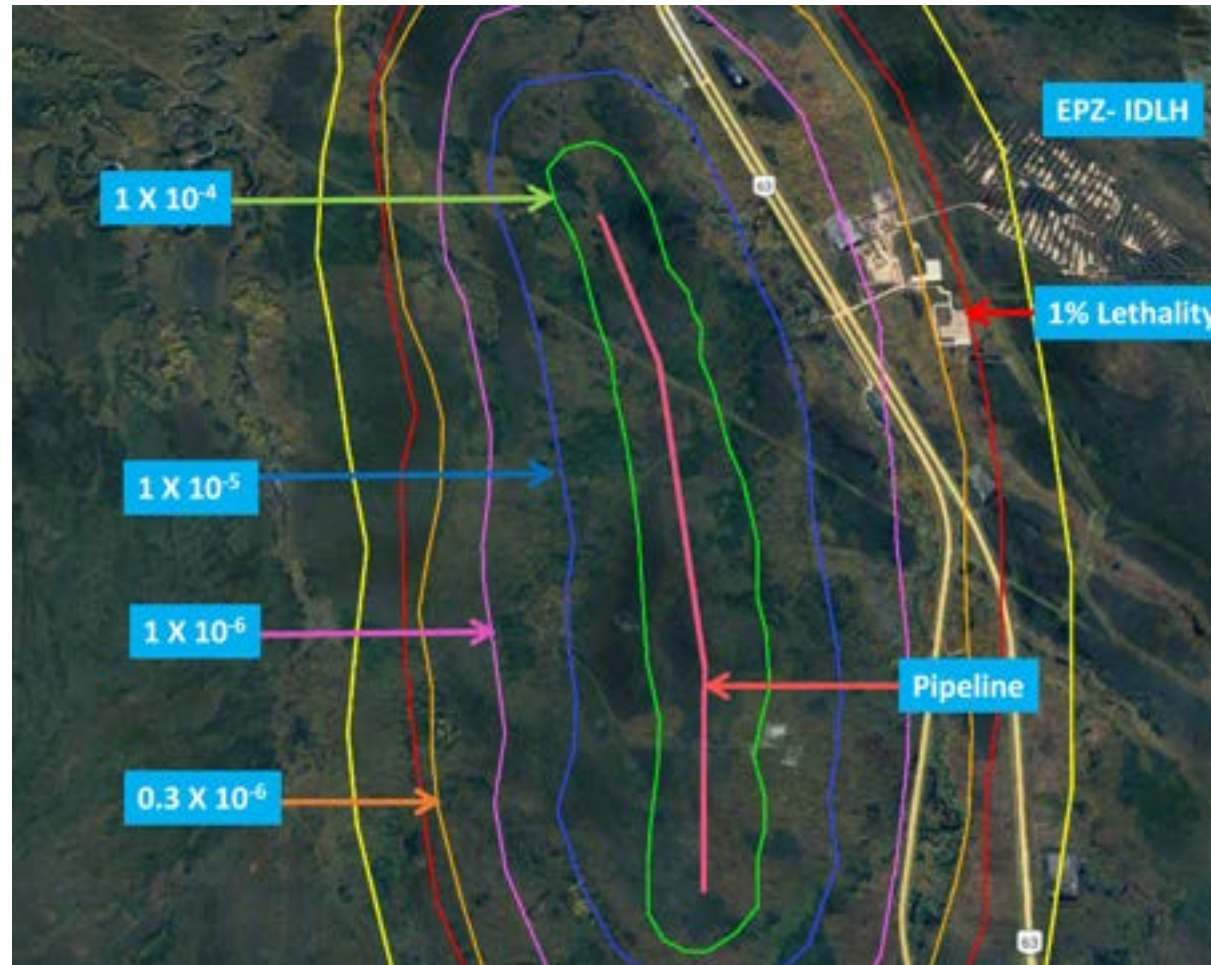 EPZ- IDLH
1 X 10⁻⁴
63
1% Lethality
1 X 10⁻⁵
1 X 10⁻⁶
Pipeline
0.3 X 10⁻⁶
63